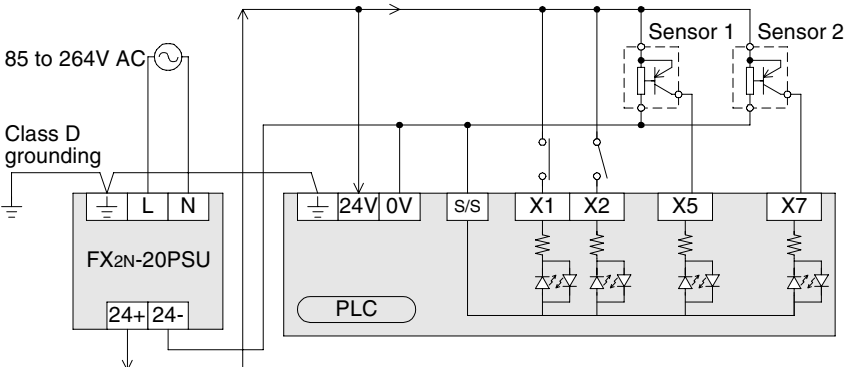 Sensor 1 Sensor 2
85 to 264V AC
Class D
grounding
L N 24V 0V S/S X1 X2 X5 X7
FX2N-20PSU
PLC
24+ 24-